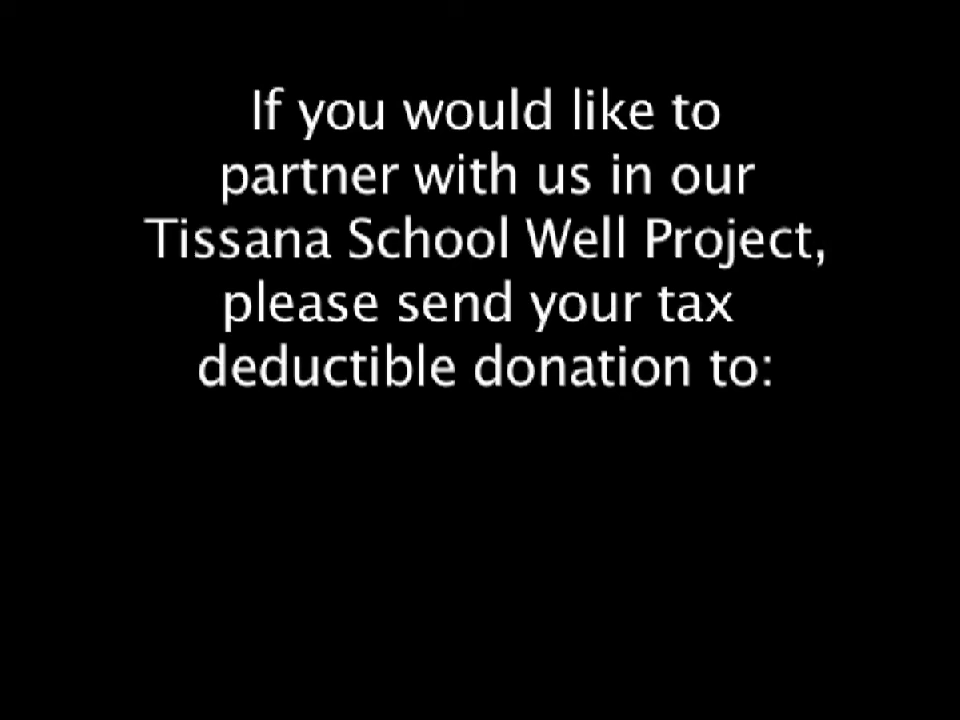 If you would like to
partner with us in our
Tissana School Well Project,
please send your tax
deductible donation to: